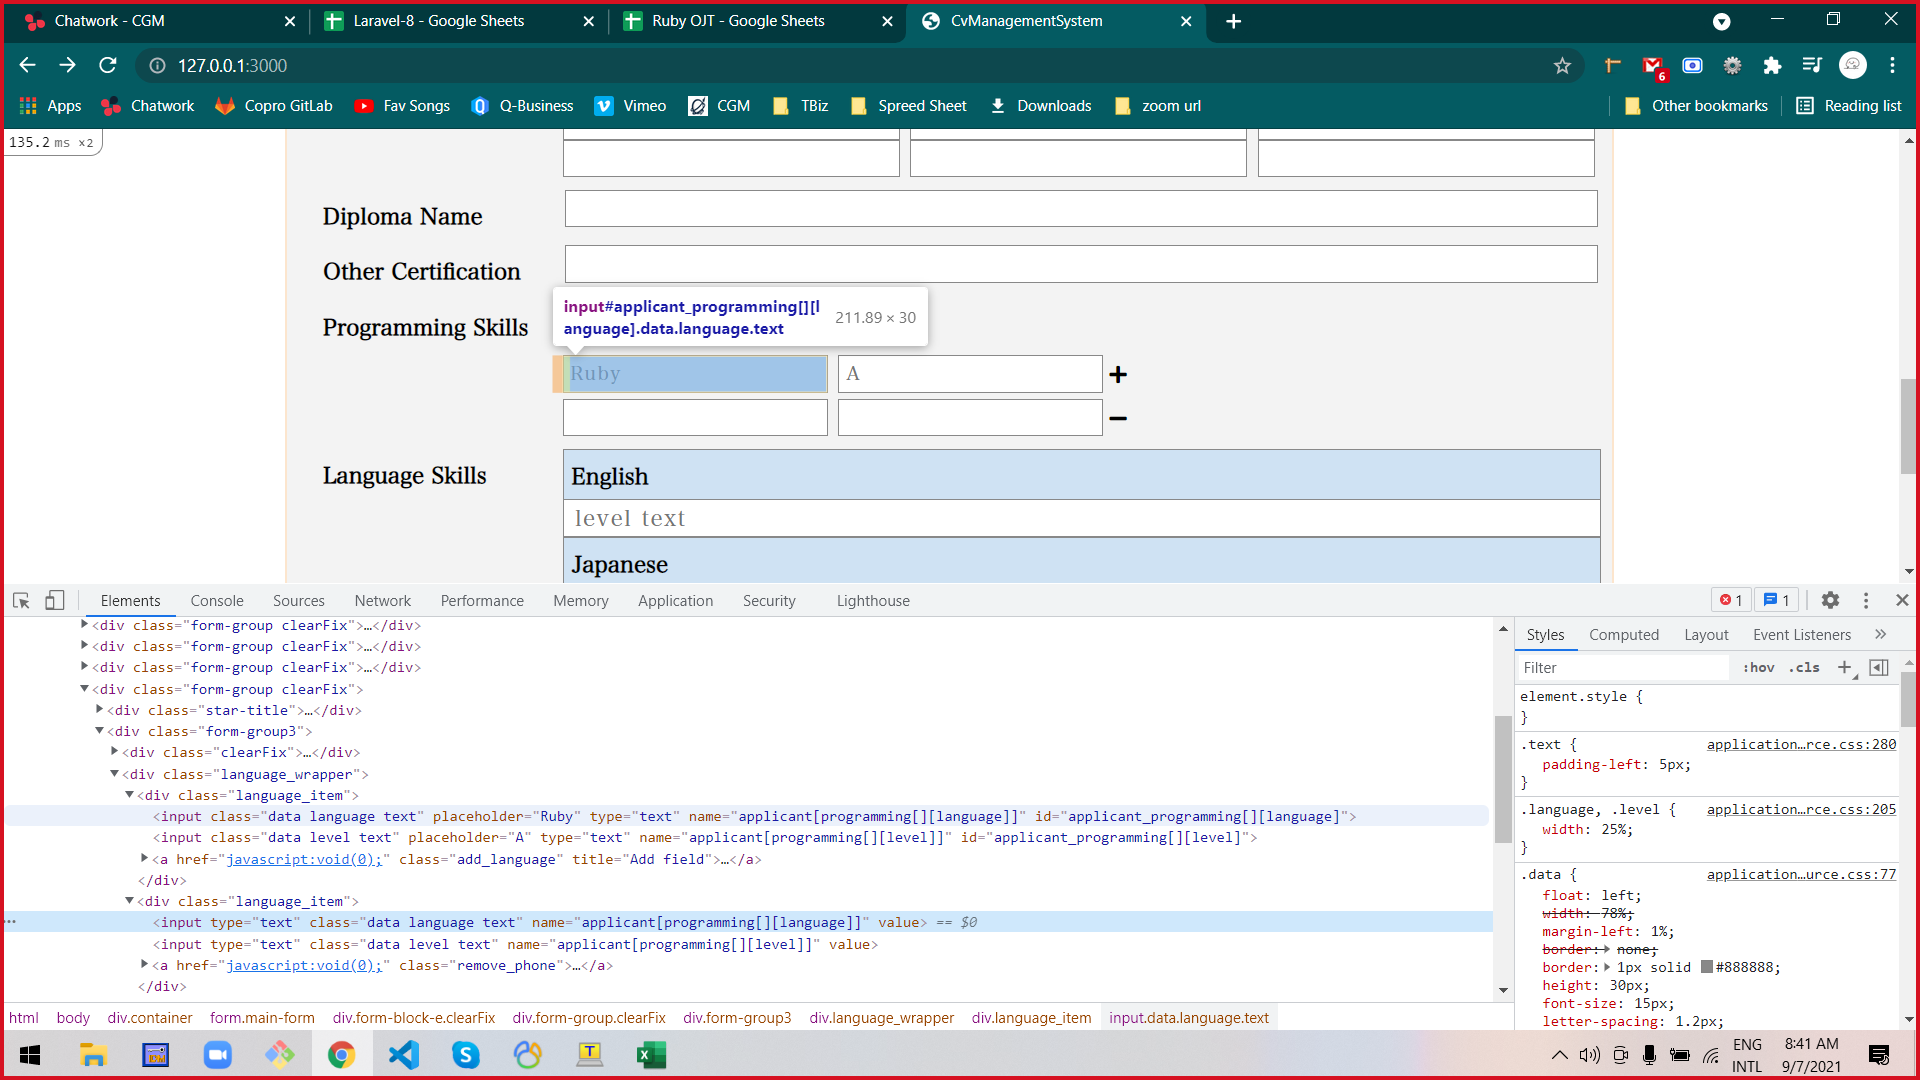 Chatwork - CGM
Laravel-8 - Google Sheets
Ruby OJT - Google Sheets
CvManagementSystem
127.0.0.1:3000
6
Apps
Chatwork
Copro GitLab
Fav Songs
Q-Business
Vimeo
CGM
TBiz
Spreed Sheet
Downloads
zoom url
Other bookmarks
Reading list
135.2 ms ×2
Diploma Name
Other Certification
input#applicant_programming[][l
anguage].data.language.text
211.89 × 30
Programming Skills
Ruby
A
+
−
Language Skills
English
level text
Japanese
Elements
Console
Sources
Network
Performance
Memory
Application
Security
Lighthouse
1
1
<div class="form-group clearFix">…</div>
<div class="form-group clearFix">…</div>
<div class="form-group clearFix">…</div>
<div class="form-group clearFix">
<div class="star-title">…</div>
<div class="form-group3">
<div class="clearFix">…</div>
<div class="language_wrapper">
<div class="language_item">
<input class="data language text" placeholder="Ruby" type="text" name="applicant[programming[][language]]" id="applicant_programming[][language]">
<input class="data level text" placeholder="A" type="text" name="applicant[programming[][level]]" id="applicant_programming[][level]">
<a href="javascript:void(0);" class="add_language" title="Add field">…</a>
</div>
<div class="language_item">
<input type="text" class="data language text" name="applicant[programming[][language]]" value> == $0
<input type="text" class="data level text" name="applicant[programming[][level]]" value>
<a href="javascript:void(0);" class="remove_phone">…</a>
</div>
html
body
div.container
form.main-form
div.form-block-e.clearFix
div.form-group.clearFix
div.form-group3
div.language_wrapper
div.language_item
input.data.language.text
Styles
Computed
Layout
Event Listeners
»
Filter
:hov
.cls
+
element.style {
}
.text {
application…rce.css:280
padding-left: 5px;
}
.language, .level {
application…rce.css:205
width: 25%;
}
.data {
application…urce.css:77
float: left;
width: 78%;
margin-left: 1%;
border: none;
border: 1px solid #888888;
height: 30px;
font-size: 15px;
letter-spacing: 1.2px;
ENG
INTL
8:41 AM
9/7/2021